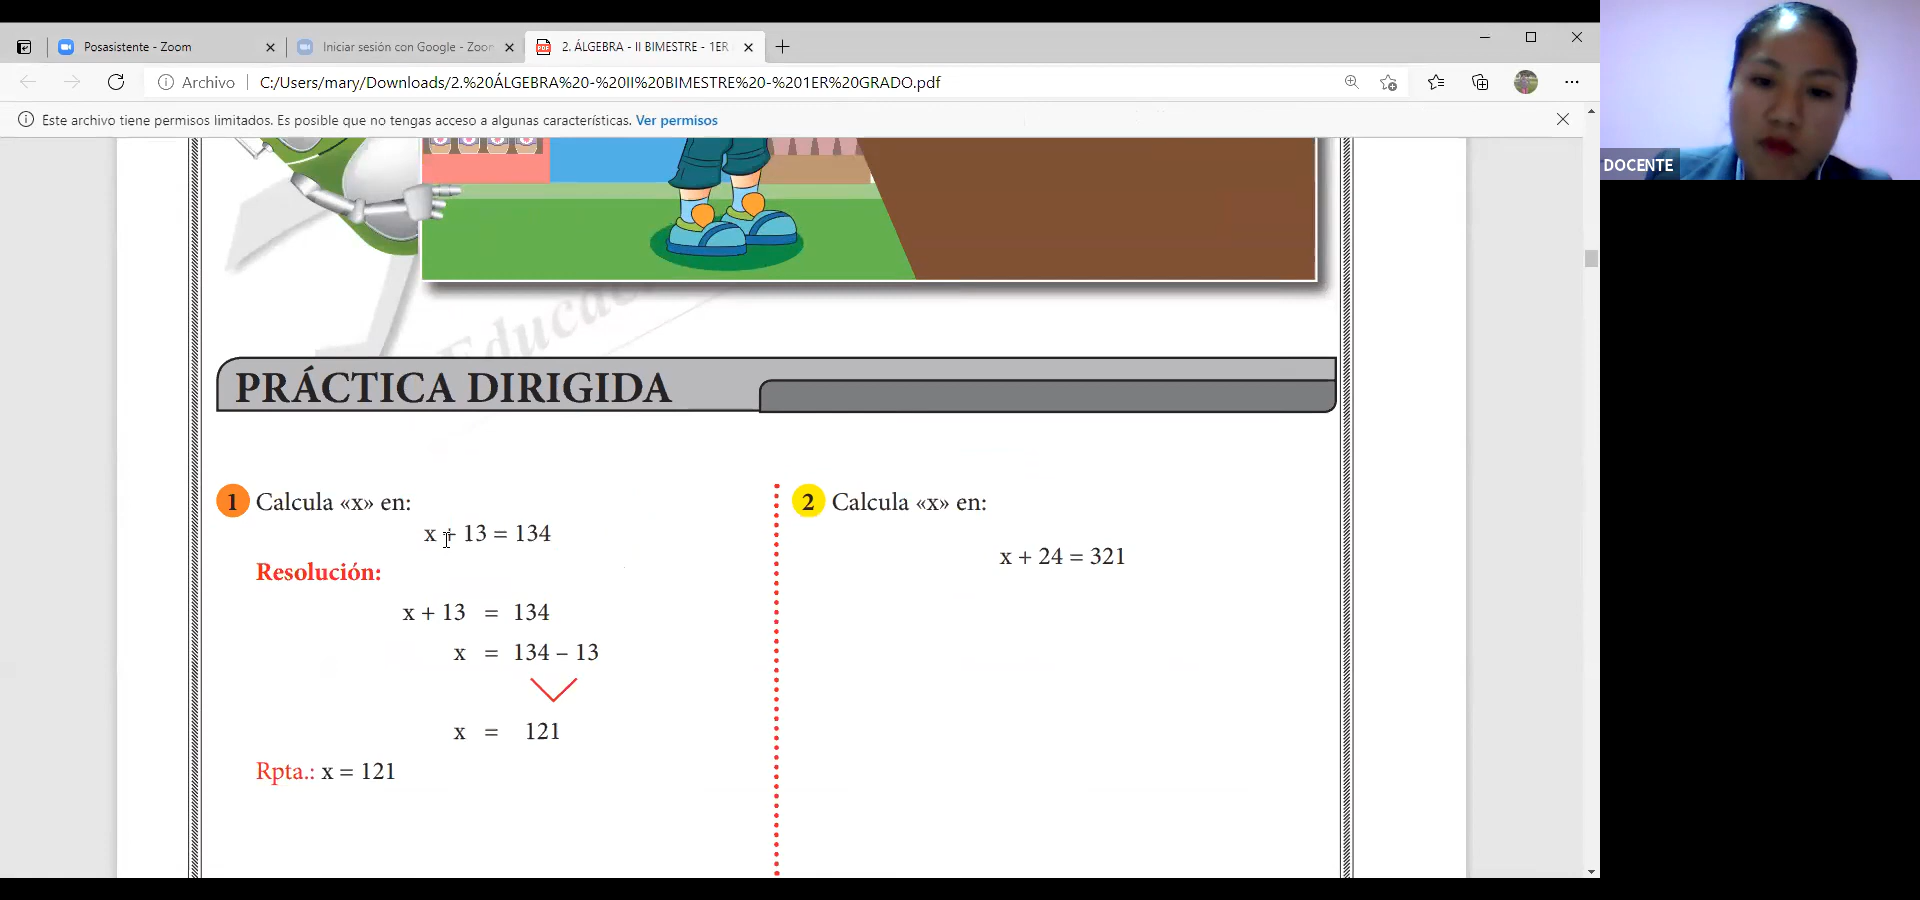 Posasistente - Zoom
Iniciar sesión con Google - Zoom
2. ÁLGEBRA - II BIMESTRE - 1ER
Archivo
C:/Users/mary/Downloads/2.%20ÁLGEBRA%20-%20II%20BIMESTRE%20-%201ER%20GRADO.pdf
Este archivo tiene permisos limitados. Es posible que no tengas acceso a algunas características. Ver permisos
DOCENTE
PRÁCTICA DIRIGIDA
1 Calcula «x» en:
x + 13 = 134
Resolución:
x + 13 = 134
x = 134 – 13
x = 121
Rpta.: x = 121
2 Calcula «x» en:
x + 24 = 321